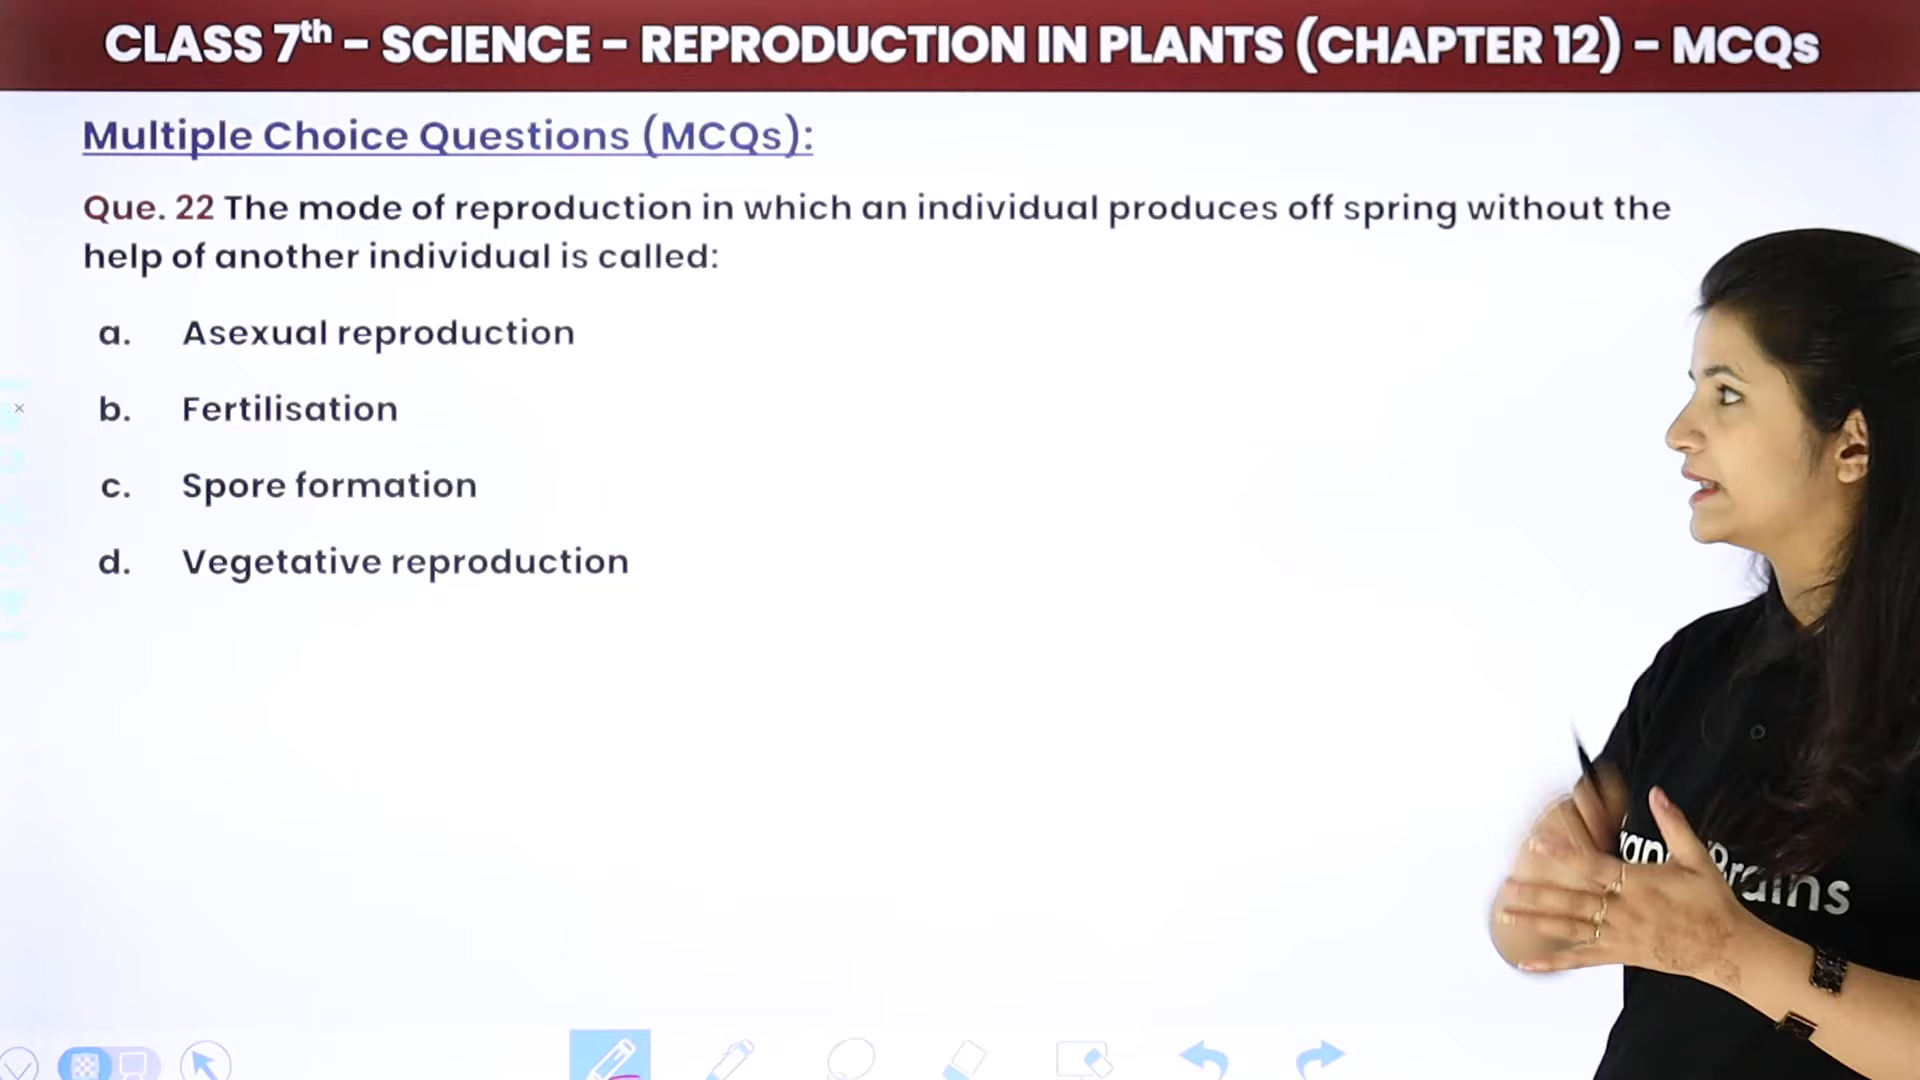 CLASS 7th – SCIENCE – REPRODUCTION IN PLANTS (CHAPTER 12) – MCQs
Multiple Choice Questions (MCQs):
Que. 22 The mode of reproduction in which an individual produces off spring without the
help of another individual is called:
a. Asexual reproduction
b. Fertilisation
c. Spore formation
d. Vegetative reproduction
Brains